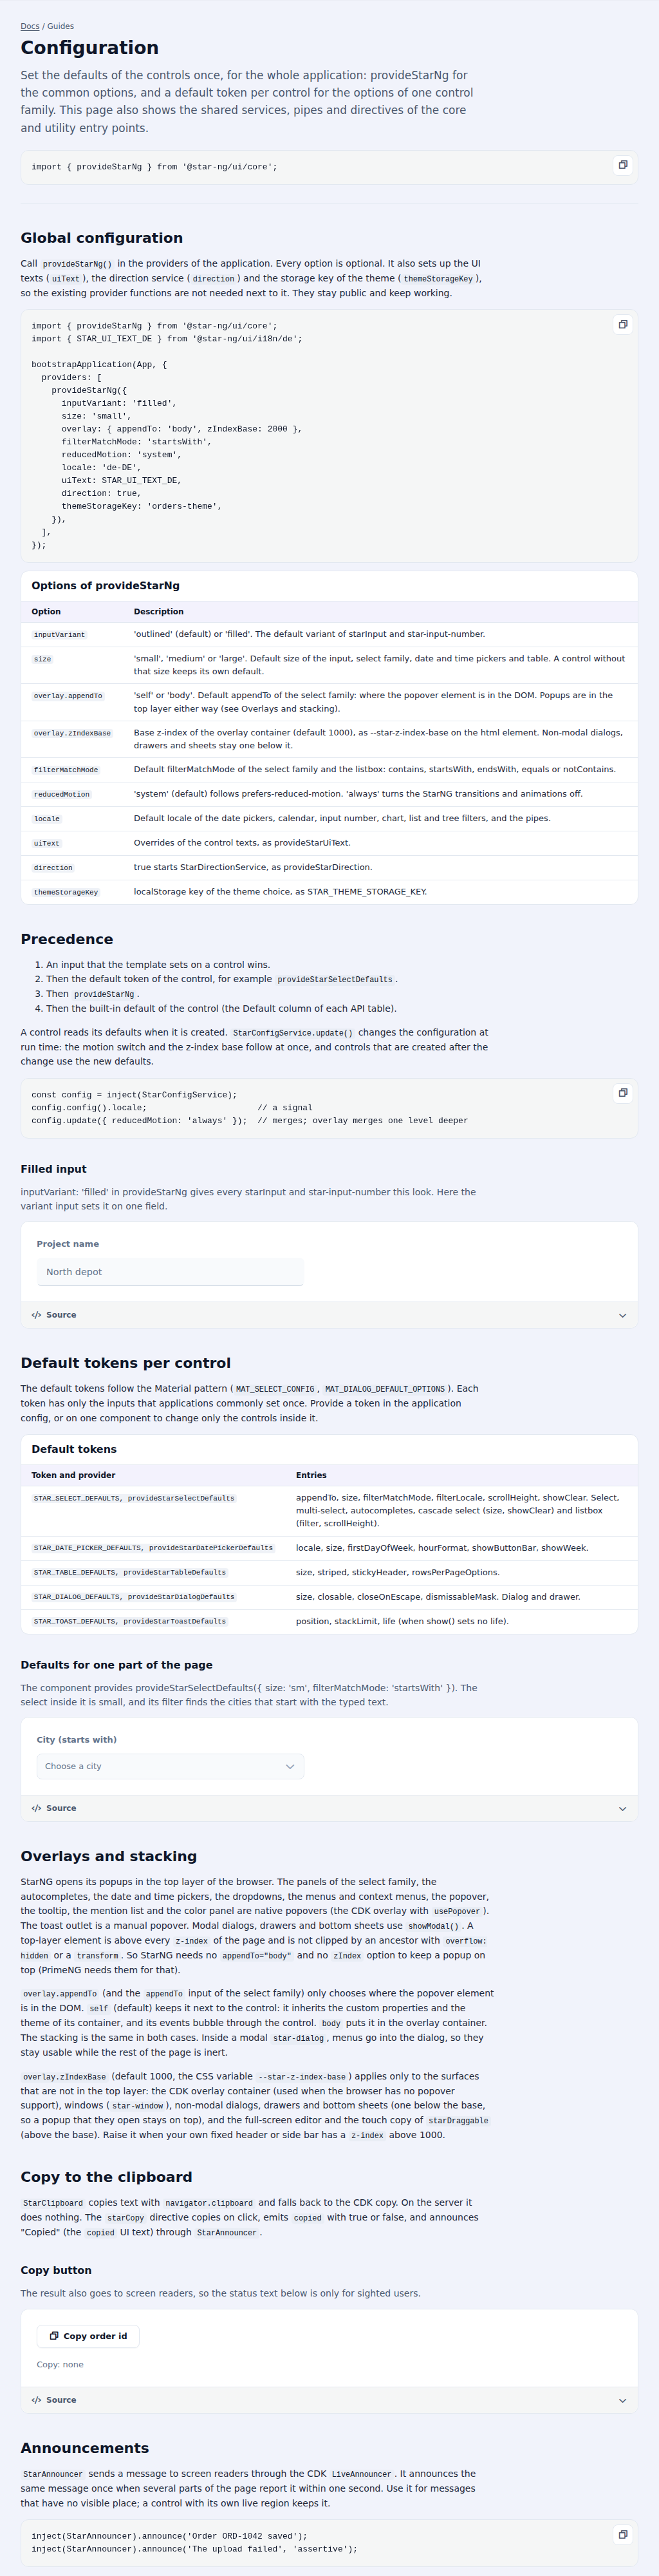 Docs / Guides
Configuration
Set the defaults of the controls once, for the whole application: provideStarNg for
the common options, and a default token per control for the options of one control
family. This page also shows the shared services, pipes and directives of the core
and utility entry points.
import { provideStarNg } from '@star-ng/ui/core';
Global configuration
Call provideStarNg() in the providers of the application. Every option is optional. It also sets up the UI
texts ( uiText ), the direction service ( direction ) and the storage key of the theme ( themeStorageKey ),
so the existing provider functions are not needed next to it. They stay public and keep working.
import { provideStarNg } from '@star-ng/ui/core';
import { STAR_UI_TEXT_DE } from '@star-ng/ui/i18n/de';
bootstrapApplication(App, {
  providers: [
    provideStarNg({
      inputVariant: 'filled',
      size: 'small',
      overlay: { appendTo: 'body', zIndexBase: 2000 },
      filterMatchMode: 'startsWith',
      reducedMotion: 'system',
      locale: 'de-DE',
      uiText: STAR_UI_TEXT_DE,
      direction: true,
      themeStorageKey: 'orders-theme',
    }),
  ],
});
Options of provideStarNg
Option Description
inputVariant 'outlined' (default) or 'filled'. The default variant of starInput and star-input-number.
size 'small', 'medium' or 'large'. Default size of the input, select family, date and time pickers and table. A control without
that size keeps its own default.
overlay.appendTo 'self' or 'body'. Default appendTo of the select family: where the popover element is in the DOM. Popups are in the
top layer either way (see Overlays and stacking).
overlay.zIndexBase Base z-index of the overlay container (default 1000), as --star-z-index-base on the html element. Non-modal dialogs,
drawers and sheets stay one below it.
filterMatchMode Default filterMatchMode of the select family and the listbox: contains, startsWith, endsWith, equals or notContains.
reducedMotion 'system' (default) follows prefers-reduced-motion. 'always' turns the StarNG transitions and animations off.
locale Default locale of the date pickers, calendar, input number, chart, list and tree filters, and the pipes.
uiText Overrides of the control texts, as provideStarUiText.
direction true starts StarDirectionService, as provideStarDirection.
themeStorageKey localStorage key of the theme choice, as STAR_THEME_STORAGE_KEY.
Precedence
1. An input that the template sets on a control wins.
2. Then the default token of the control, for example provideStarSelectDefaults .
3. Then provideStarNg .
4. Then the built-in default of the control (the Default column of each API table).
A control reads its defaults when it is created. StarConfigService.update() changes the configuration at
run time: the motion switch and the z-index base follow at once, and controls that are created after the
change use the new defaults.
const config = inject(StarConfigService);
config.config().locale; // a signal
config.update({ reducedMotion: 'always' }); // merges; overlay merges one level deeper
Filled input
inputVariant: 'filled' in provideStarNg gives every starInput and star-input-number this look. Here the
variant input sets it on one field.
Project name
North depot
Source
Default tokens per control
The default tokens follow the Material pattern ( MAT_SELECT_CONFIG , MAT_DIALOG_DEFAULT_OPTIONS ). Each
token has only the inputs that applications commonly set once. Provide a token in the application
config, or on one component to change only the controls inside it.
Default tokens
Token and provider Entries
STAR_SELECT_DEFAULTS, provideStarSelectDefaults appendTo, size, filterMatchMode, filterLocale, scrollHeight, showClear. Select,
multi-select, autocompletes, cascade select (size, showClear) and listbox
(filter, scrollHeight).
STAR_DATE_PICKER_DEFAULTS, provideStarDatePickerDefaults locale, size, firstDayOfWeek, hourFormat, showButtonBar, showWeek.
STAR_TABLE_DEFAULTS, provideStarTableDefaults size, striped, stickyHeader, rowsPerPageOptions.
STAR_DIALOG_DEFAULTS, provideStarDialogDefaults size, closable, closeOnEscape, dismissableMask. Dialog and drawer.
STAR_TOAST_DEFAULTS, provideStarToastDefaults position, stackLimit, life (when show() sets no life).
Defaults for one part of the page
The component provides provideStarSelectDefaults({ size: 'sm', filterMatchMode: 'startsWith' }). The
select inside it is small, and its filter finds the cities that start with the typed text.
City (starts with)
Choose a city
Source
Overlays and stacking
StarNG opens its popups in the top layer of the browser. The panels of the select family, the
autocompletes, the date and time pickers, the dropdowns, the menus and context menus, the popover,
the tooltip, the mention list and the color panel are native popovers (the CDK overlay with usePopover ).
The toast outlet is a manual popover. Modal dialogs, drawers and bottom sheets use showModal() . A
top-layer element is above every z-index of the page and is not clipped by an ancestor with overflow:
hidden or a transform . So StarNG needs no appendTo="body" and no zIndex option to keep a popup on
top (PrimeNG needs them for that).
overlay.appendTo (and the appendTo input of the select family) only chooses where the popover element
is in the DOM. self (default) keeps it next to the control: it inherits the custom properties and the
theme of its container, and its events bubble through the control. body puts it in the overlay container.
The stacking is the same in both cases. Inside a modal star-dialog , menus go into the dialog, so they
stay usable while the rest of the page is inert.
overlay.zIndexBase (default 1000, the CSS variable --star-z-index-base ) applies only to the surfaces
that are not in the top layer: the CDK overlay container (used when the browser has no popover
support), windows ( star-window ), non-modal dialogs, drawers and bottom sheets (one below the base,
so a popup that they open stays on top), and the full-screen editor and the touch copy of starDraggable
(above the base). Raise it when your own fixed header or side bar has a z-index above 1000.
Copy to the clipboard
StarClipboard copies text with navigator.clipboard and falls back to the CDK copy. On the server it
does nothing. The starCopy directive copies on click, emits copied with true or false, and announces
"Copied" (the copied UI text) through StarAnnouncer .
Copy button
The result also goes to screen readers, so the status text below is only for sighted users.
Copy order id
Copy: none
Source
Announcements
StarAnnouncer sends a message to screen readers through the CDK LiveAnnouncer . It announces the
same message once when several parts of the page report it within one second. Use it for messages
that have no visible place; a control with its own live region keeps it.
inject(StarAnnouncer).announce('Order ORD-1042 saved');
inject(StarAnnouncer).announce('The upload failed', 'assertive');